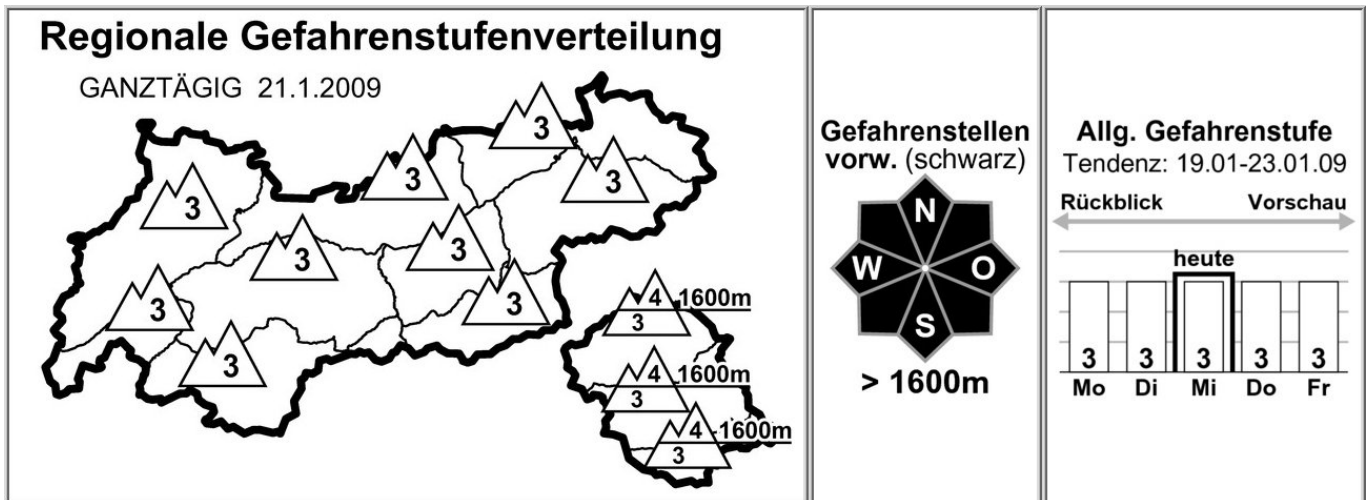 Regionale Gefahrenstufenverteilung
GANZTÄGIG 21.1.2009
3
3
3
3
3
3
3
3
3
3
4 1600m
3
4 1600m
3
4 1600m
3
Gefahrenstellen
vorw. (schwarz)
N
W O
S
> 1600m
Allg. Gefahrenstufe
Tendenz: 19.01-23.01.09
Rückblick Vorschau
heute
3 3 3 3 3
Mo Di Mi Do Fr